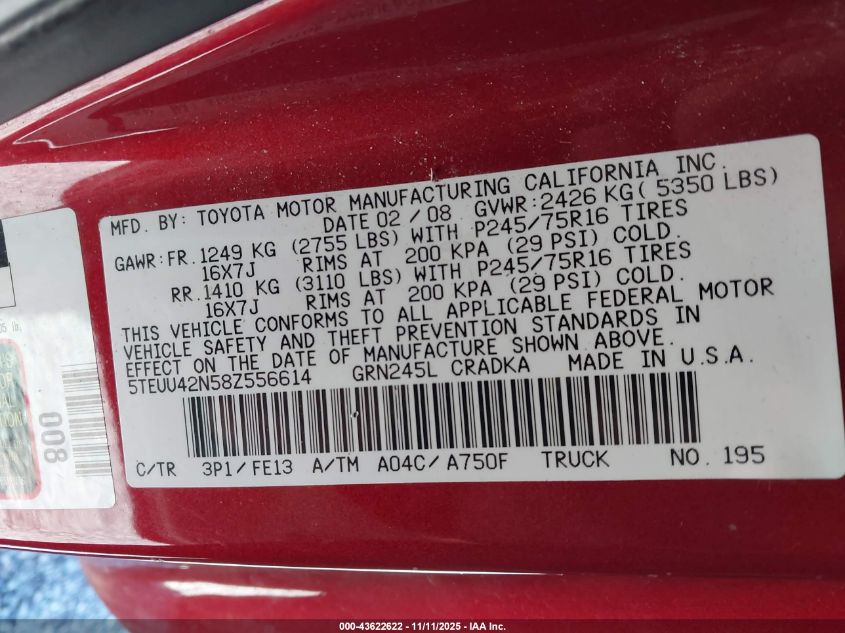 MFD. BY: TOYOTA MOTOR MANUFACTURING CALIFORNIA INC.
DATE 02 / 08 GVWR: 2426 KG( 5350 LBS)
GAWR: FR. 1249 KG (2755 LBS) WITH P245/75R16 TIRES
16X7J RIMS AT 200 KPA (29 PSI) COLD.
RR. 1410 KG (3110 LBS) WITH P245/75R16 TIRES
16X7J RIMS AT 200 KPA (29 PSI) COLD.
THIS VEHICLE CONFORMS TO ALL APPLICABLE FEDERAL MOTOR
VEHICLE SAFETY AND THEFT PREVENTION STANDARDS IN
EFFECT ON THE DATE OF MANUFACTURE SHOWN ABOVE.
5TEUU42N58Z556614 GRN245L CRADKA MADE IN U.S.A.
C/TR 3P1/FE13 A/TM A04C/A750F TRUCK NO. 195
008
000-43622622 - 11/11/2025 - IAA Inc.